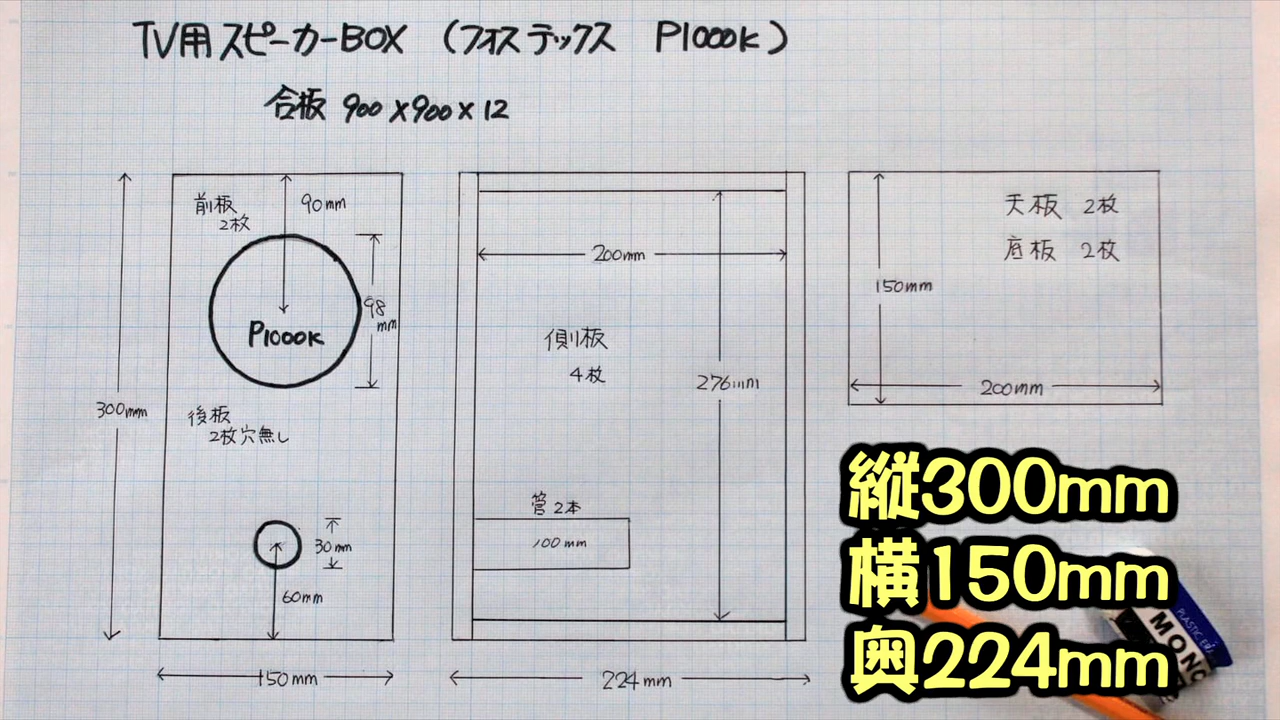 TV用スピーカーBOX (フォステックス P1000K)
合板 900×900×12
前板
2枚
90mm
98
mm
P1000K
300mm
後板
2枚穴無し
30mm
60mm
150mm
200mm
側板
4枚
276mm
管2本
100mm
224mm
天板 2枚
底板 2枚
150mm
200mm
縦300mm
横150mm
奥224mm
PLASTIC ERA
MONO